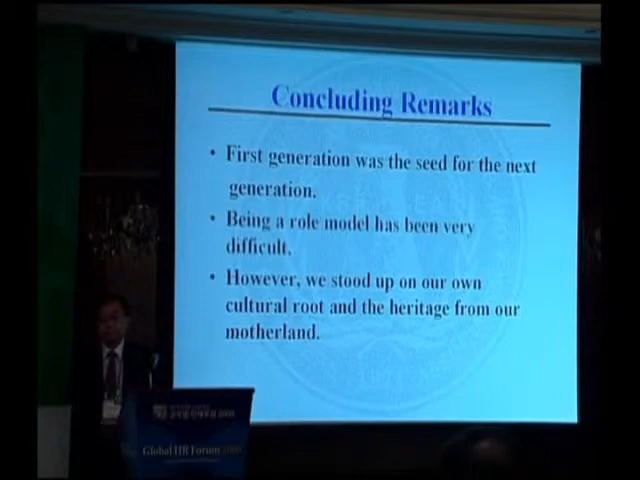 Concluding Remarks
• First generation was the seed for the next
generation.
• Being a role model has been very
difficult.
• However, we stood up on our own
cultural root and the heritage from our
motherland.
Global HR Forum